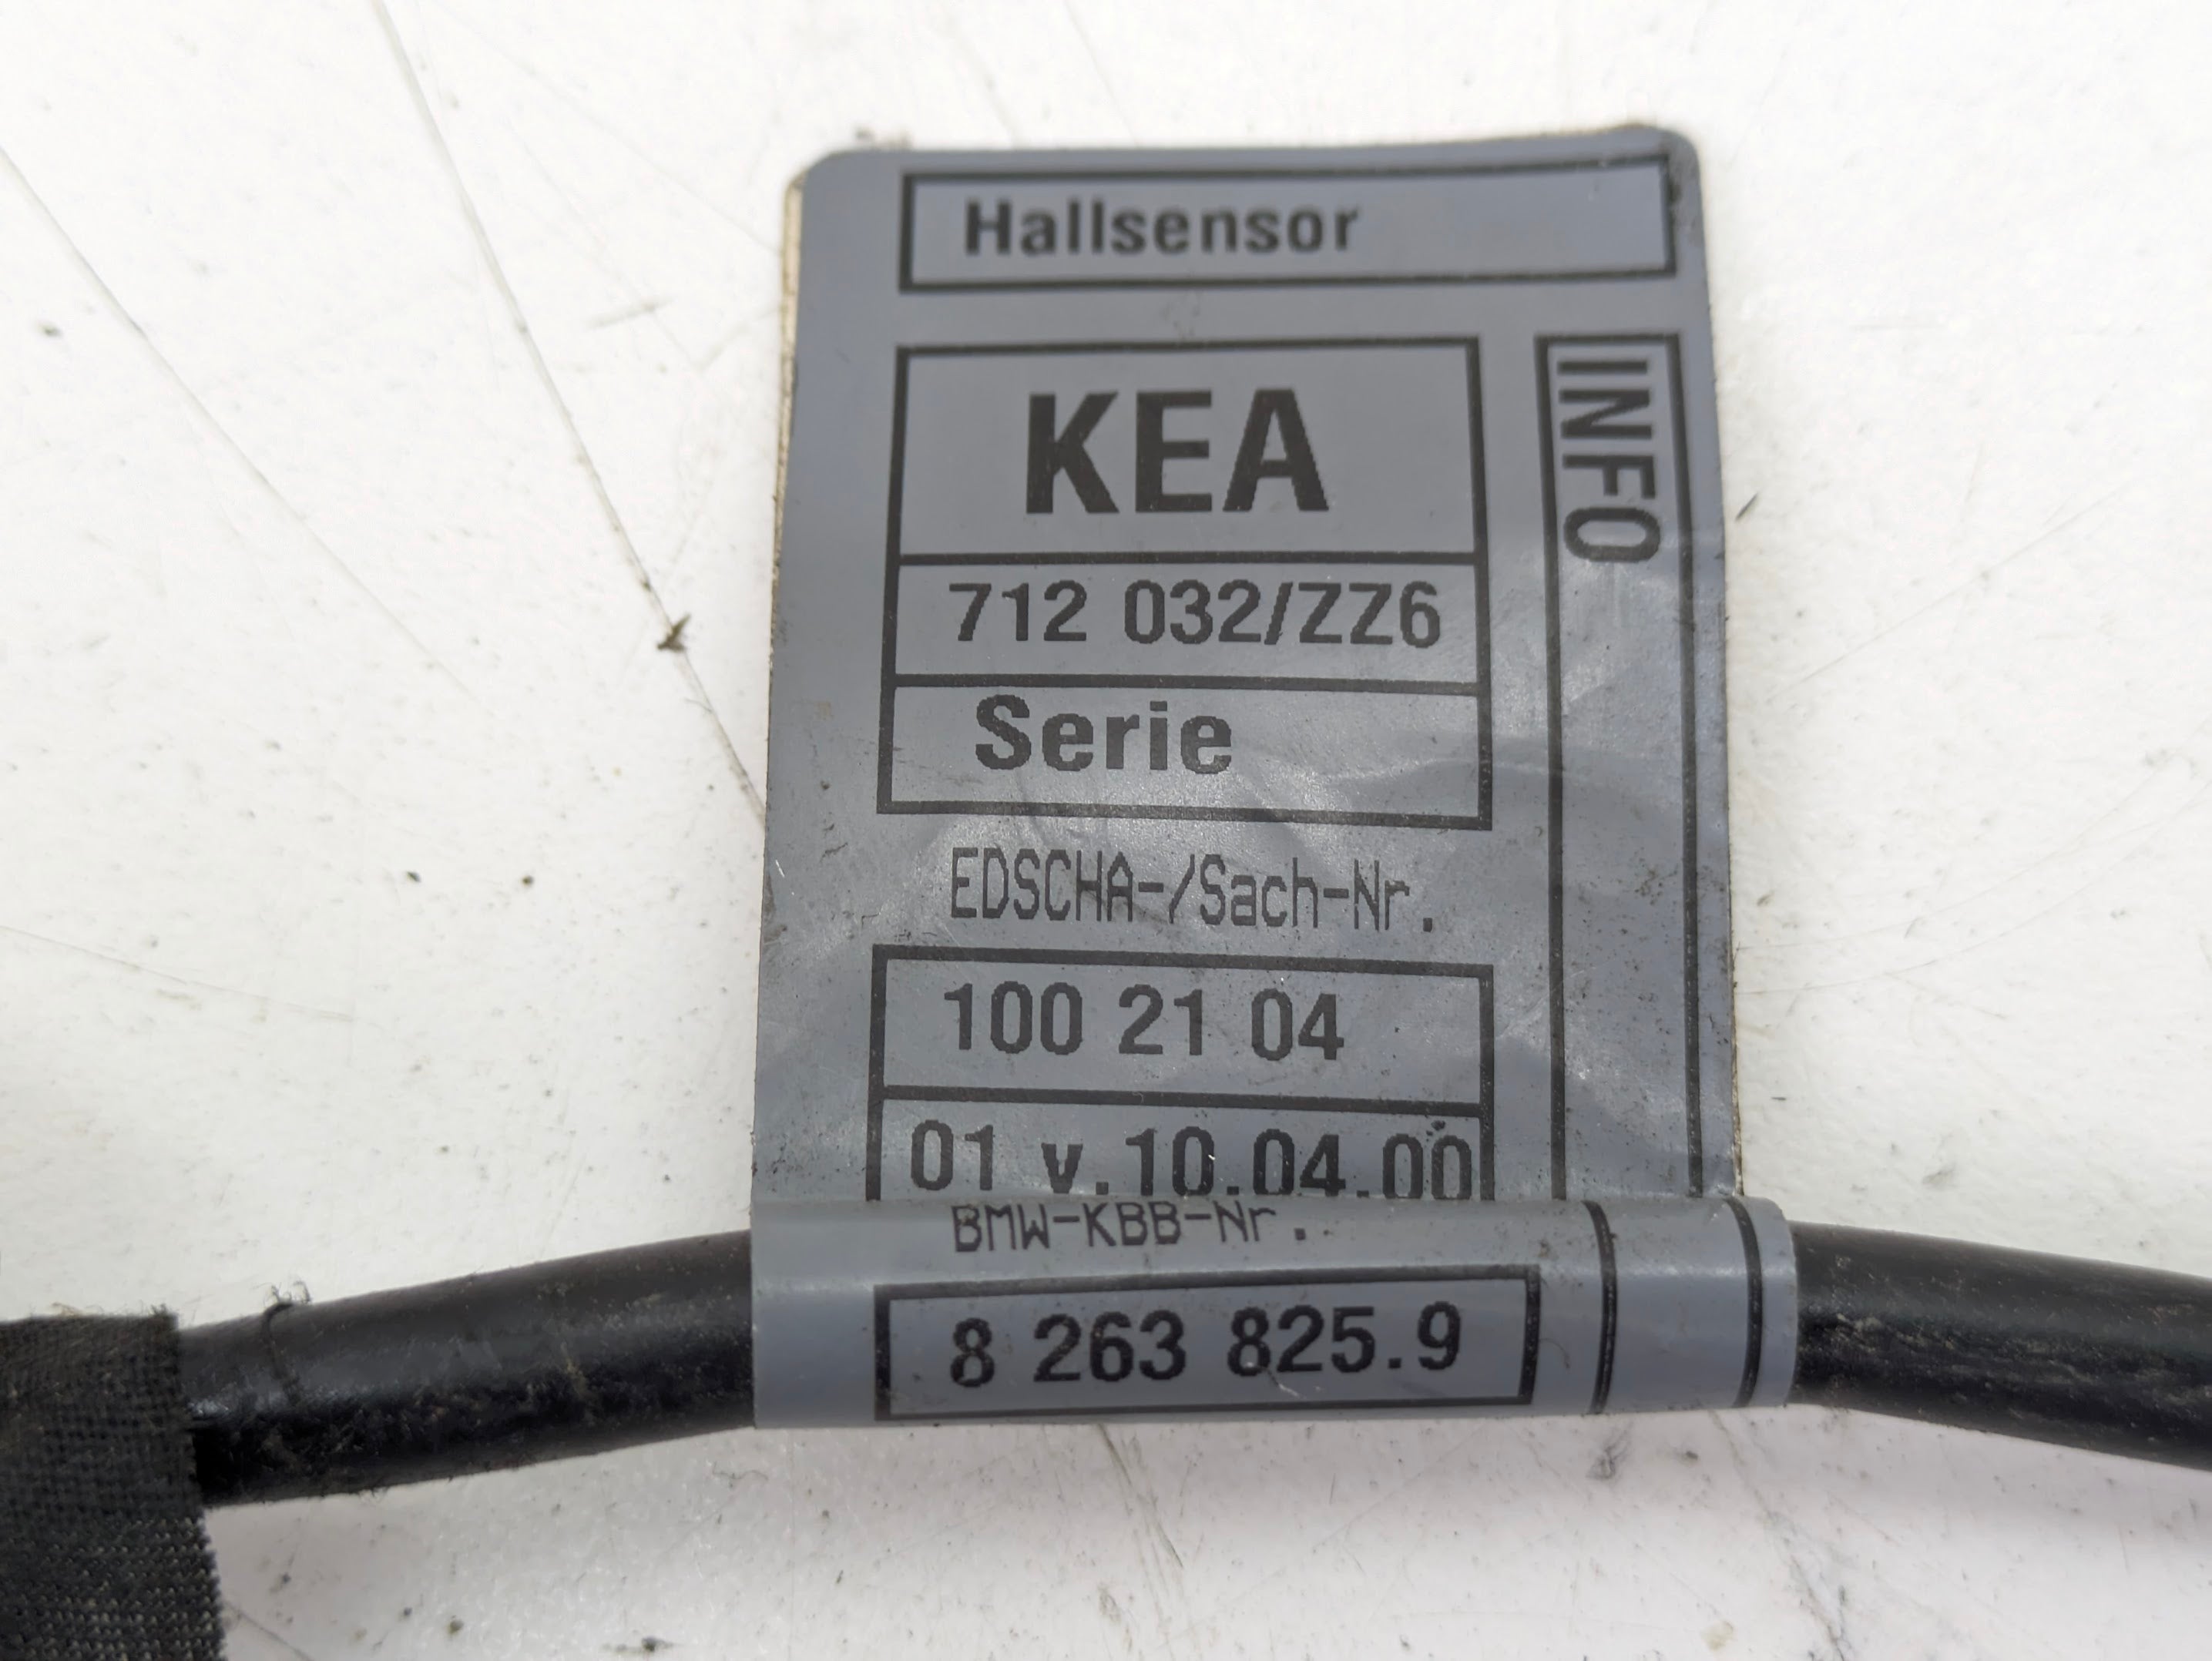 Hallsensor
KEA
INFO
712 032/ZZ6
Serie
EDSCHA-/Sach-Nr.
100 21 04
01 v.10.04.00
BMW-KBB-Nr.
8 263 825.9